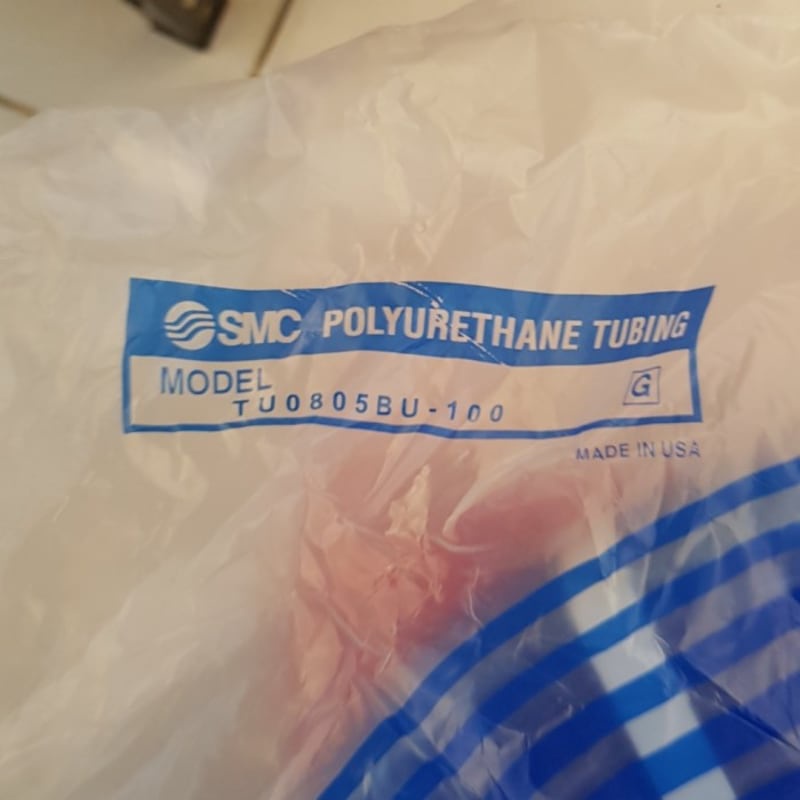 SMC POLYURETHANE TUBING
MODEL
TU0805BU-100
G
MADE IN USA